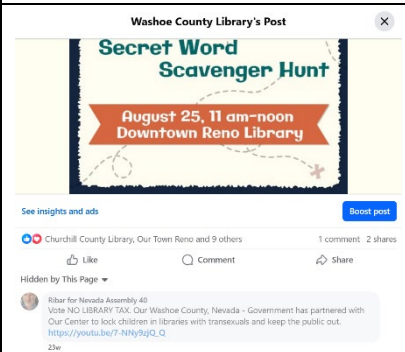 Washoe County Library's Post
Secret Word
Scavenger Hunt
August 25, 11 am-noon
Downtown Reno Library
See insights and ads
Boost post
Churchill County Library, Our Town Reno and 9 others
1 comment 2 shares
Like
Comment
Share
Hidden by This Page
Ribar for Nevada Assembly 40
Vote NO LIBRARY TAX. Our Washoe County, Nevada - Government has partnered with
Our Center to lock children in libraries with transexuals and keep the public out.
https://youtu.be/7-NNy9zjQ_Q
23w